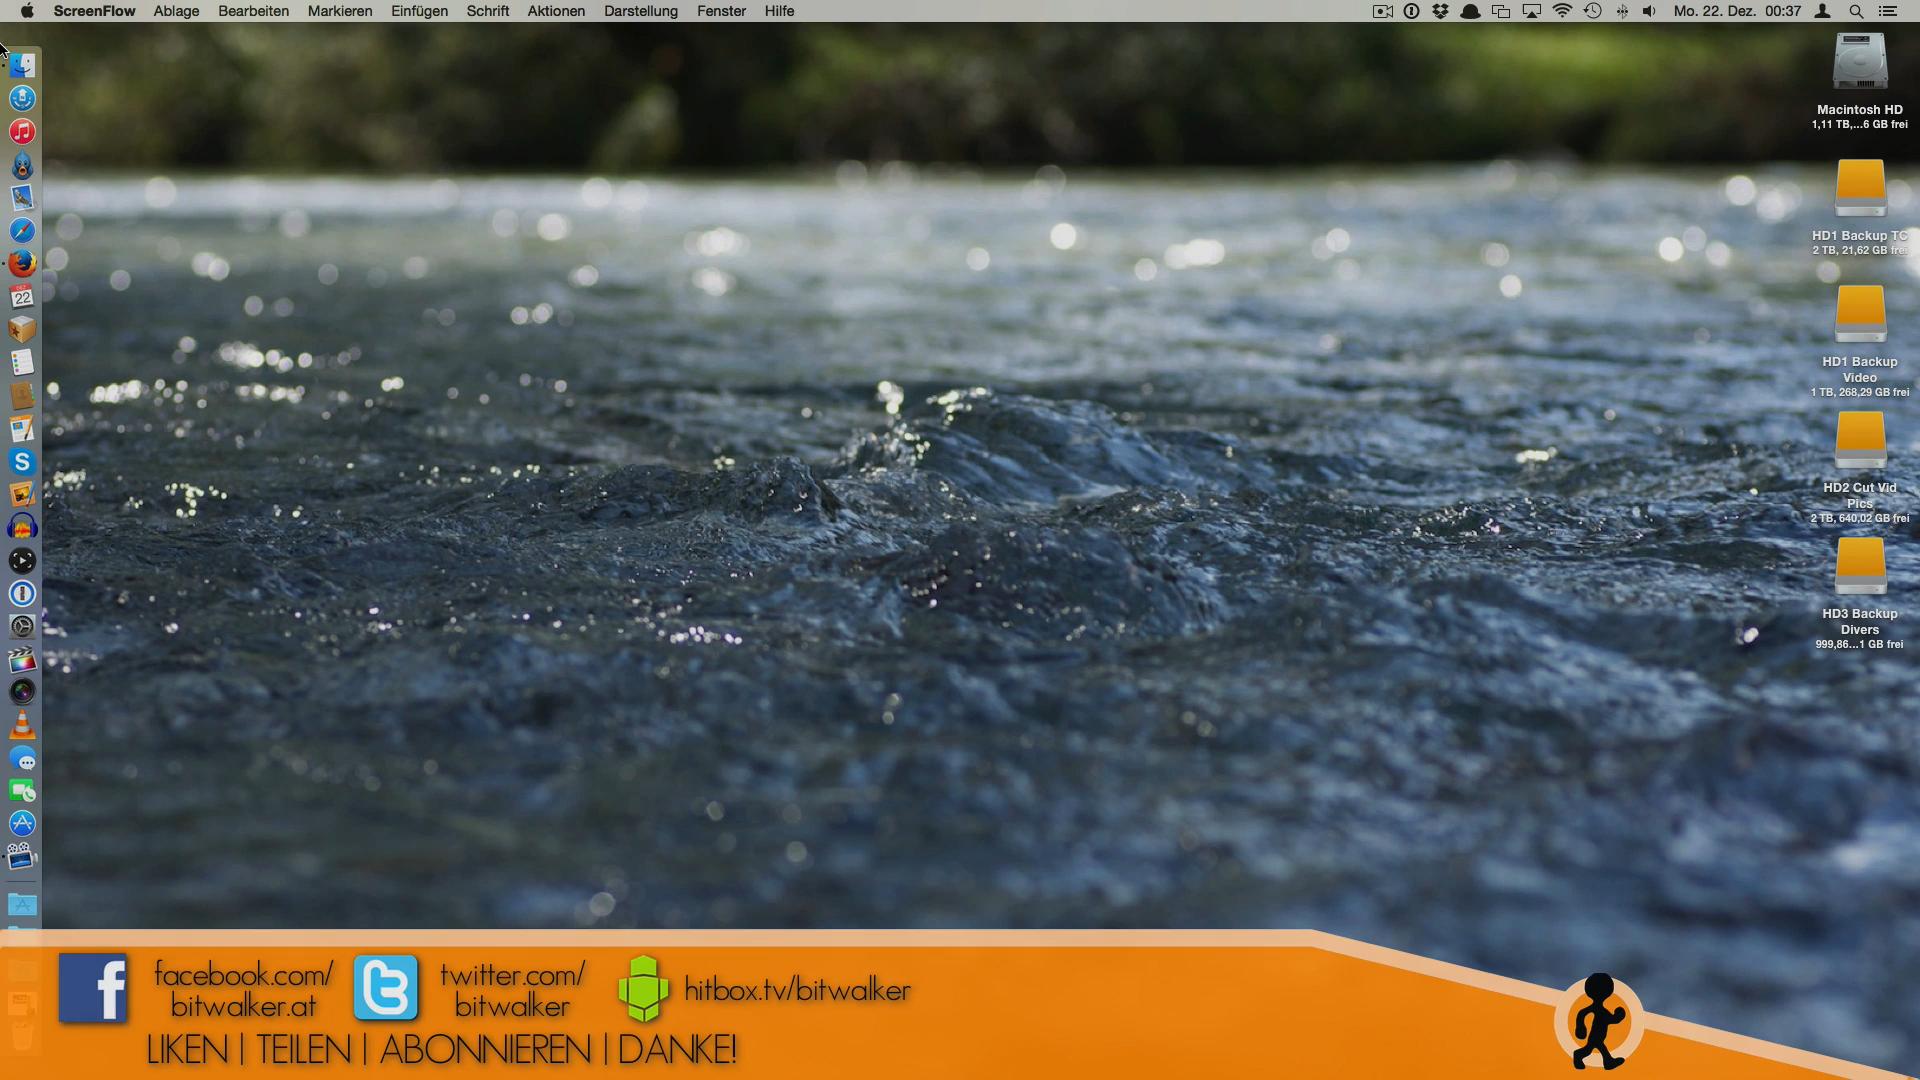 ScreenFlow Ablage Bearbeiten Markieren Einfügen Schrift Aktionen Darstellung Fenster Hilfe
Mo. 22. Dez. 00:37
Macintosh HD
1,11 TB,...6 GB frei
HD1 Backup TC
2 TB, 21,62 GB frei
HD1 Backup
Video
1 TB, 268,29 GB frei
HD2 Cut Vid
Pics
2 TB, 640,02 GB frei
HD3 Backup
Divers
999,86...1 GB frei
22
S
f
facebook.com/
bitwalker.at
twitter.com/
bitwalker
hitbox.tv/bitwalker
LIKEN | TEILEN | ABONNIEREN | DANKE!